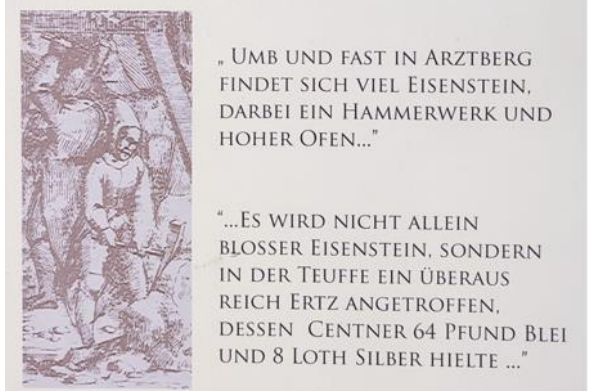 „ Umb und fast in Arztberg
findet sich viel Eisenstein,
darbei ein Hammerwerk und
hoher Ofen..."
"...Es wird nicht allein
blosser Eisenstein, sondern
in der Teuffe ein überaus
reich Ertz angetroffen,
dessen Centner 64 Pfund Blei
und 8 Loth Silber hielte ..."